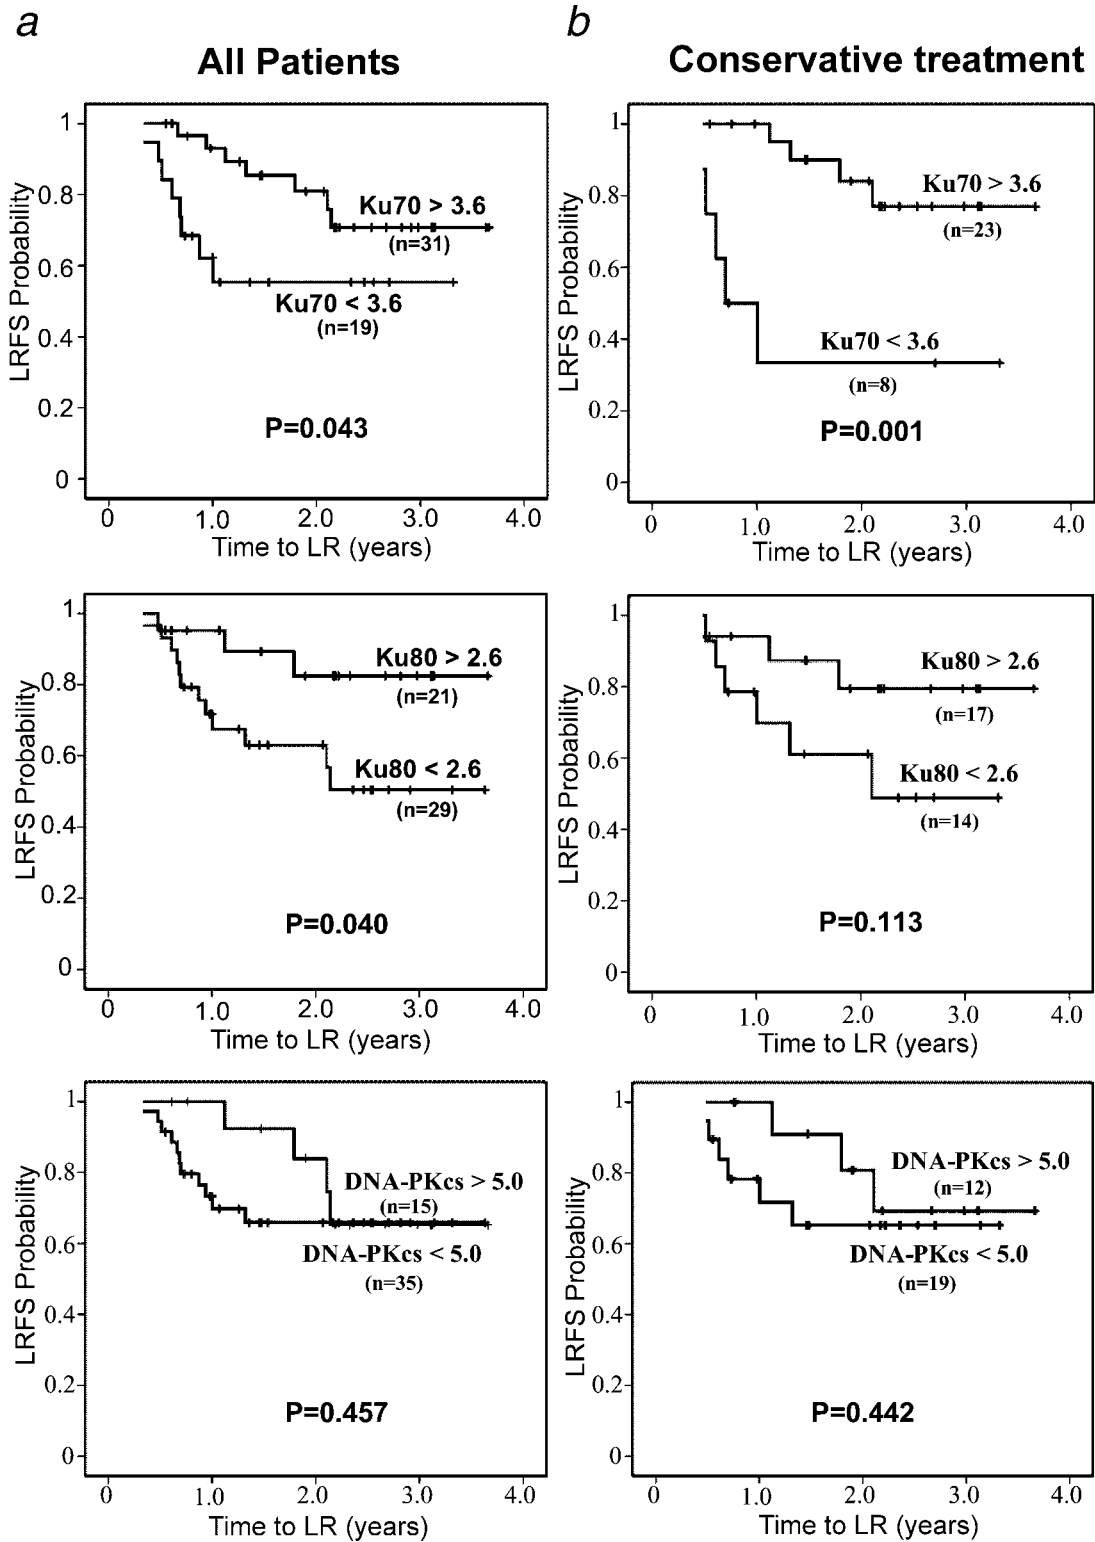 a
All Patients
LRFS Probability
1
0.8
0.6
0.4
0.2
0
Ku70 > 3.6
(n=31)
Ku70 < 3.6
(n=19)
P=0.043
0 1.0 2.0 3.0 4.0
Time to LR (years)
LRFS Probability
1
0.8
0.6
0.4
0.2
0
Ku80 > 2.6
(n=21)
Ku80 < 2.6
(n=29)
P=0.040
0 1.0 2.0 3.0 4.0
Time to LR (years)
LRFS Probability
1
0.8
0.6
0.4
0.2
0
DNA-PKcs > 5.0
(n=15)
DNA-PKcs < 5.0
(n=35)
P=0.457
0 1.0 2.0 3.0 4.0
Time to LR (years)
b
Conservative treatment
LRFS Probability
1
0.8
0.6
0.4
0.2
0
Ku70 > 3.6
(n=23)
Ku70 < 3.6
(n=8)
P=0.001
0 1.0 2.0 3.0 4.0
Time to LR (years)
LRFS Probability
1
0.8
0.6
0.4
0.2
0
Ku80 > 2.6
(n=17)
Ku80 < 2.6
(n=14)
P=0.113
0 1.0 2.0 3.0 4.0
Time to LR (years)
LRFS Probability
1
0.8
0.6
0.4
0.2
0
DNA-PKcs > 5.0
(n=12)
DNA-PKcs < 5.0
(n=19)
P=0.442
0 1.0 2.0 3.0 4.0
Time to LR (years)